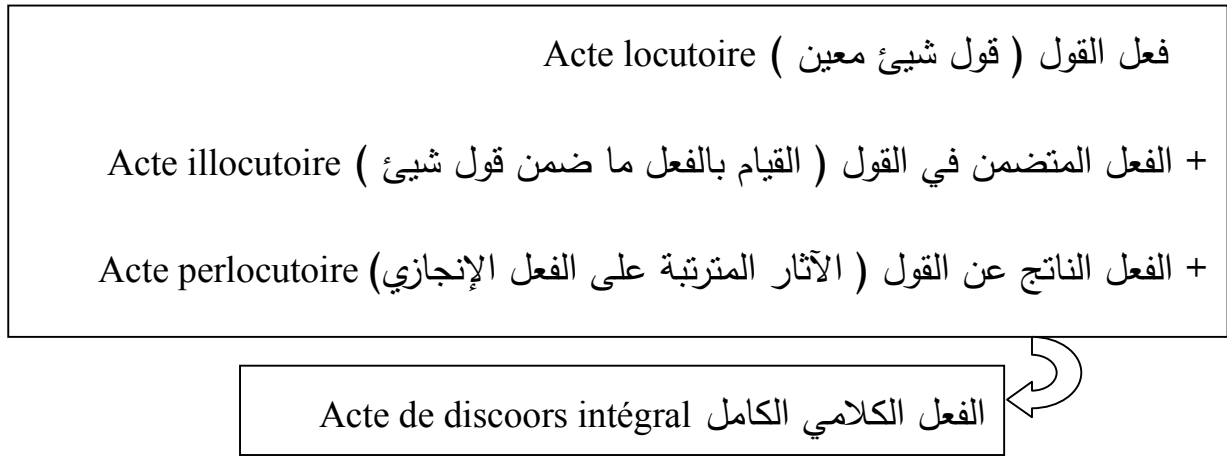 فعل القول ( قول شيئ معين ) Acte locutoire
+ الفعل المتضمن في القول ( القيام بالفعل ما ضمن قول شيئ ) Acte illocutoire
+ الفعل الناتج عن القول ( الآثار المترتبة على الفعل الإنجازي) Acte perlocutoire
الفعل الكلامي الكامل Acte de discoors intégral